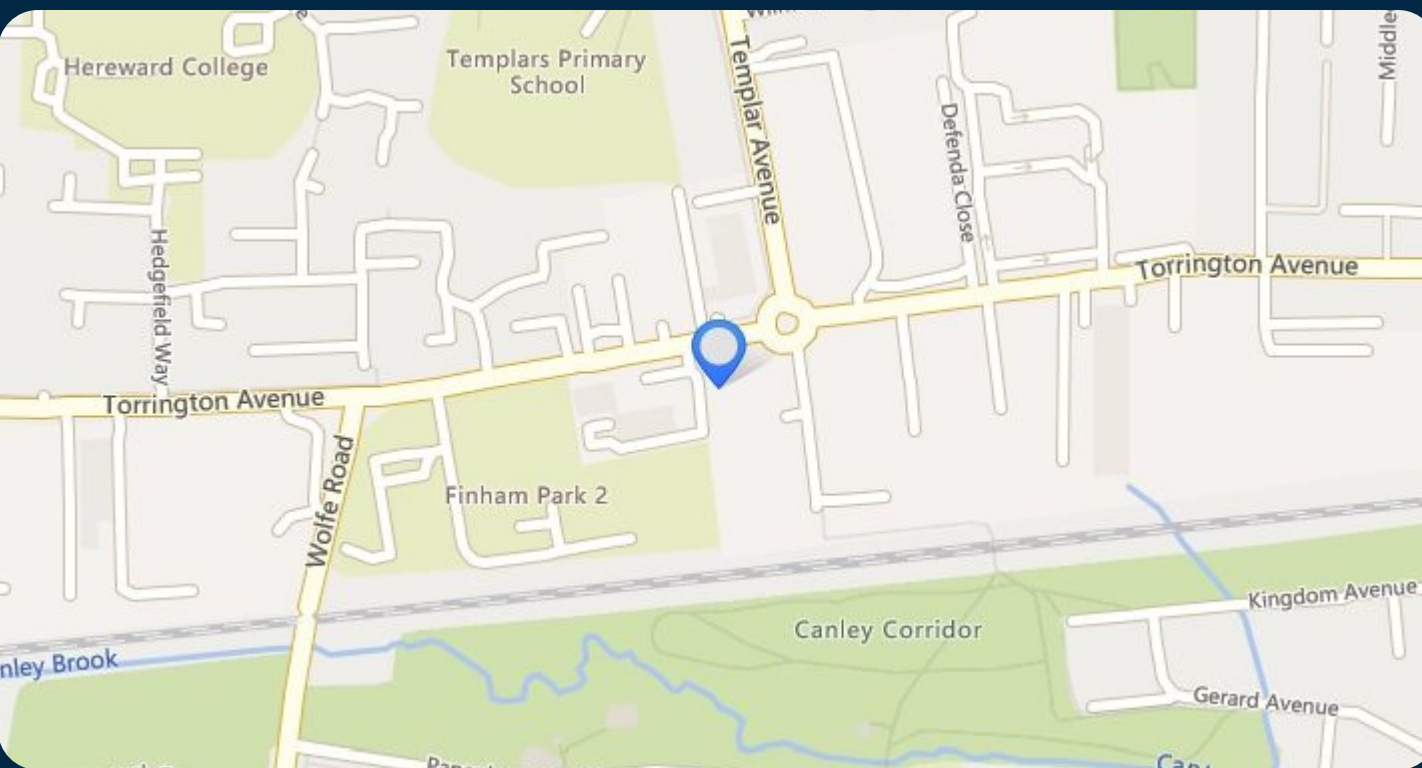 Hereward College
Templars Primary
School
Templar Avenue
Defenda Close
Middle
Hedgefield Way
Torrington Avenue
Torrington Avenue
Wolfe Road
Finham Park 2
Canley Corridor
Kingdom Avenue
nley Brook
Gerard Avenue